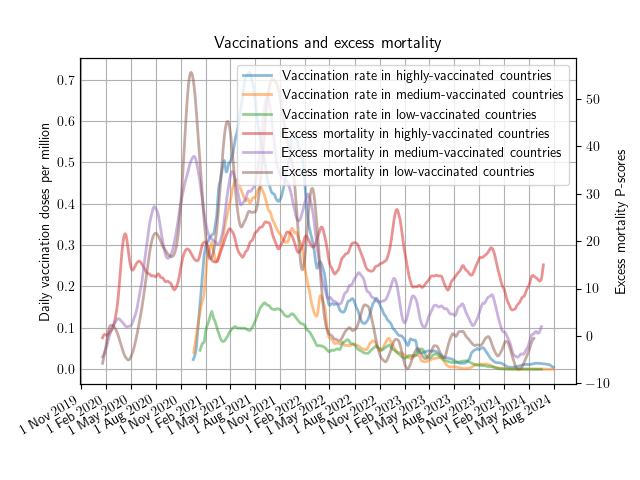 Vaccinations and excess mortality
Vaccination rate in highly-vaccinated countries
Vaccination rate in medium-vaccinated countries
Vaccination rate in low-vaccinated countries
Excess mortality in highly-vaccinated countries
Excess mortality in medium-vaccinated countries
Excess mortality in low-vaccinated countries
Daily vaccination doses per million
0.7
0.6
0.5
0.4
0.3
0.2
0.1
0.0
Excess mortality P-scores
50
40
30
20
10
0
−10
1 Nov 2019
1 Feb 2020
1 May 2020
1 Aug 2020
1 Nov 2020
1 Feb 2021
1 May 2021
1 Aug 2021
1 Nov 2021
1 Feb 2022
1 May 2022
1 Aug 2022
1 Nov 2022
1 Feb 2023
1 May 2023
1 Aug 2023
1 Nov 2023
1 Feb 2024
1 May 2024
1 Aug 2024